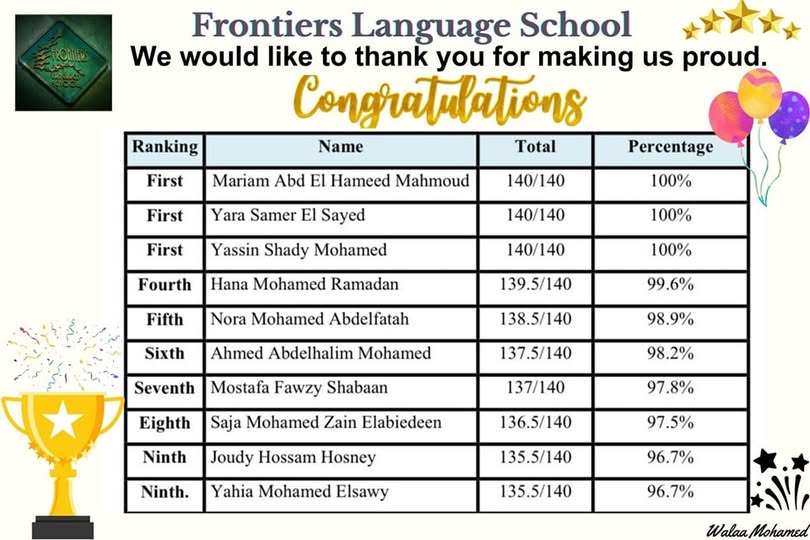 Frontiers Language School
We would like to thank you for making us proud.
Congratulations
Ranking Name Total Percentage
First Mariam Abd El Hameed Mahmoud 140/140 100%
First Yara Samer El Sayed 140/140 100%
First Yassin Shady Mohamed 140/140 100%
Fourth Hana Mohamed Ramadan 139.5/140 99.6%
Fifth Nora Mohamed Abdelfatah 138.5/140 98.9%
Sixth Ahmed Abdelhalim Mohamed 137.5/140 98.2%
Seventh Mostafa Fawzy Shabaan 137/140 97.8%
Eighth Saja Mohamed Zain Elabiedeen 136.5/140 97.5%
Ninth Joudy Hossam Hosney 135.5/140 96.7%
Ninth. Yahia Mohamed Elsawy 135.5/140 96.7%
Walaa Mohamed
FRONTIERS
SCHOOL